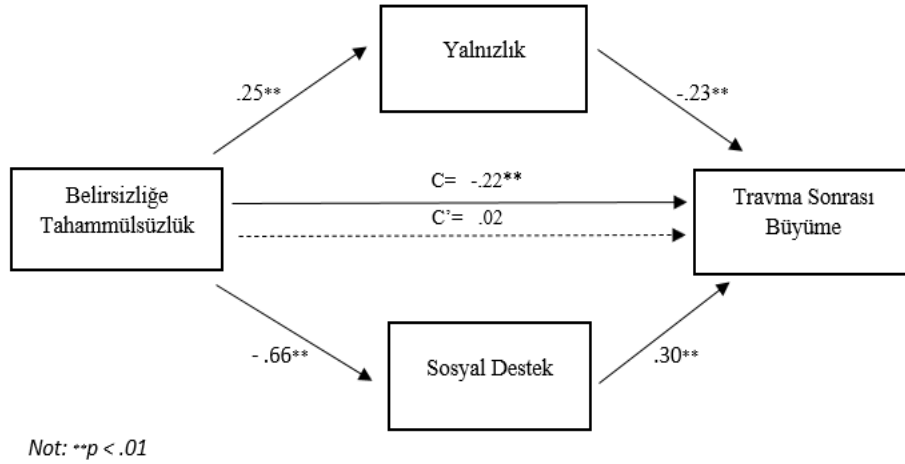 Yalnızlık
.25**
-.23**
Belirsizliğe
Tahammülsüzlük
C= -.22**
C’= .02
Travma Sonrası
Büyüme
- .66**
Sosyal Destek
.30**
Not: **p < .01